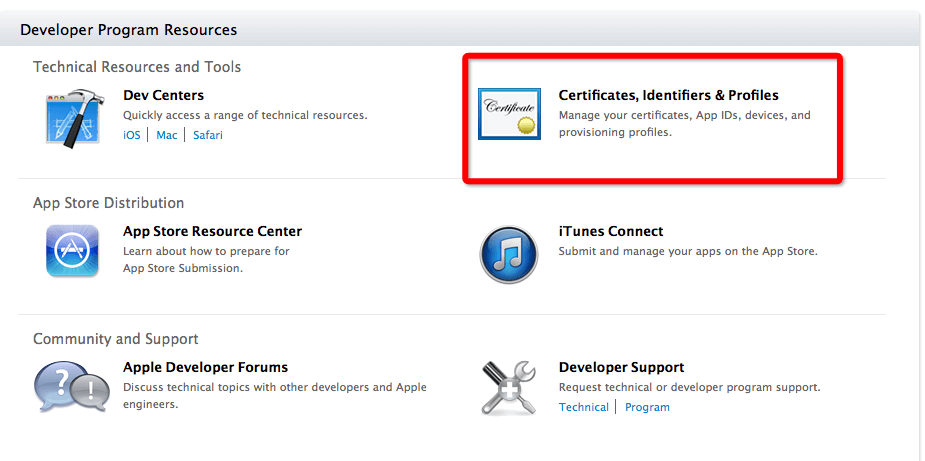 Developer Program Resources
Technical Resources and Tools
Dev Centers
Quickly access a range of technical resources.
iOS | Mac | Safari
Certificate
Certificates, Identifiers & Profiles
Manage your certificates, App IDs, devices, and
provisioning profiles.
App Store Distribution
App Store Resource Center
Learn about how to prepare for
App Store Submission.
iTunes Connect
Submit and manage your apps on the App Store.
Community and Support
?
!
Apple Developer Forums
Discuss technical topics with other developers and Apple
engineers.
Developer Support
Request technical or developer program support.
Technical | Program